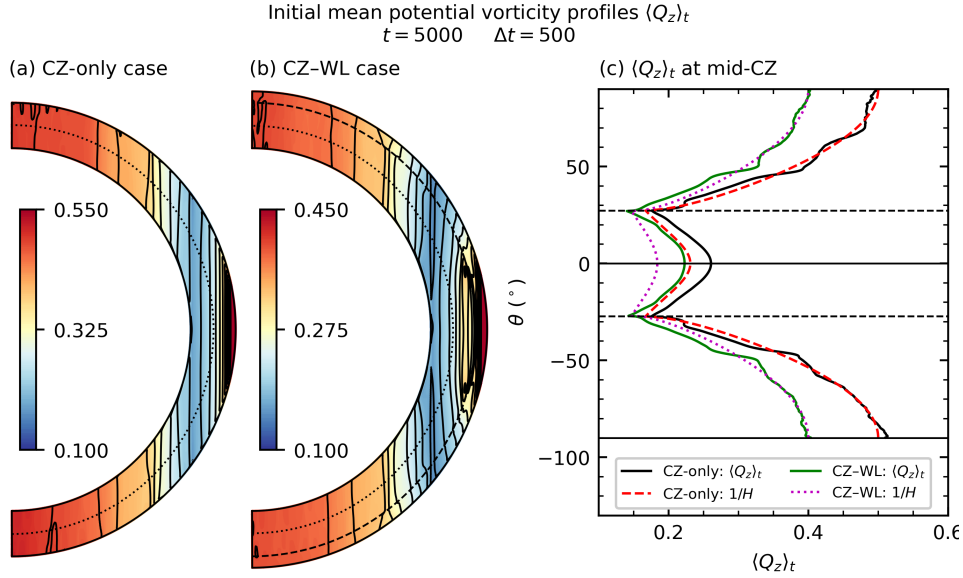 Initial mean potential vorticity profiles ⟨Q_z⟩_t
t = 5000 Δt = 500
(a) CZ-only case
(b) CZ–WL case
(c) ⟨Q_z⟩_t at mid-CZ
0.550
0.325
0.100
0.450
0.275
0.100
50
0
−50
−100
θ (°)
CZ-only: ⟨Q_z⟩_t
CZ-only: 1/H
CZ–WL: ⟨Q_z⟩_t
CZ–WL: 1/H
0.2 0.4 0.6
⟨Q_z⟩_t